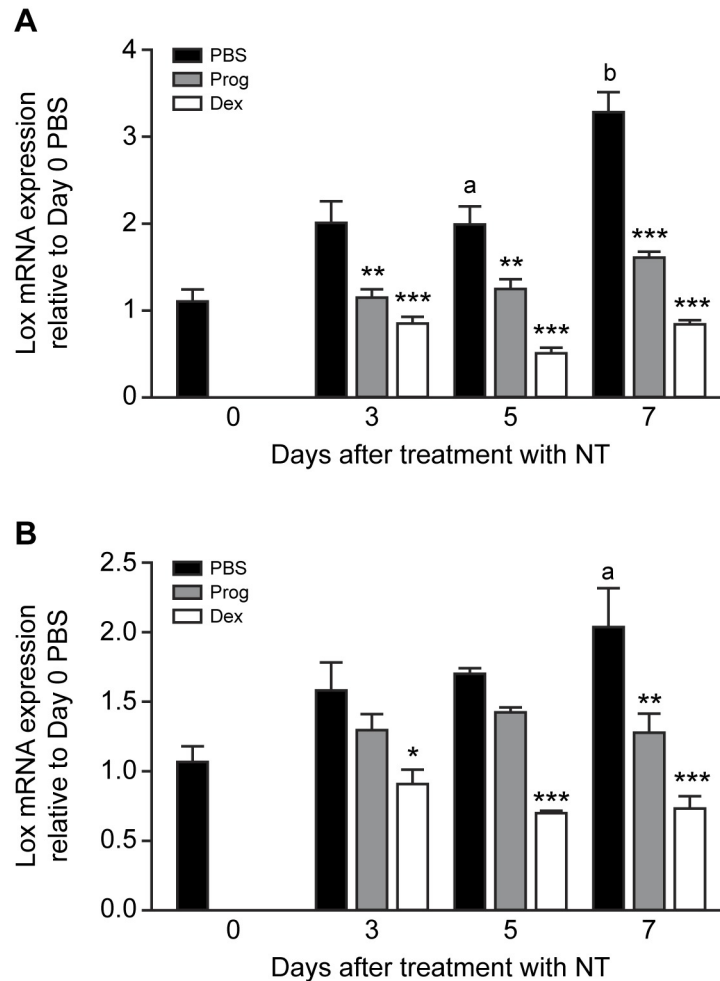 A
4
3
2
1
0
Lox mRNA expression
relative to Day 0 PBS
PBS
Prog
Dex
a
b
**
***
**
***
***
***
0 3 5 7
Days after treatment with NT
B
2.5
2.0
1.5
1.0
0.5
0.0
Lox mRNA expression
relative to Day 0 PBS
PBS
Prog
Dex
a
*
***
**
***
0 3 5 7
Days after treatment with NT